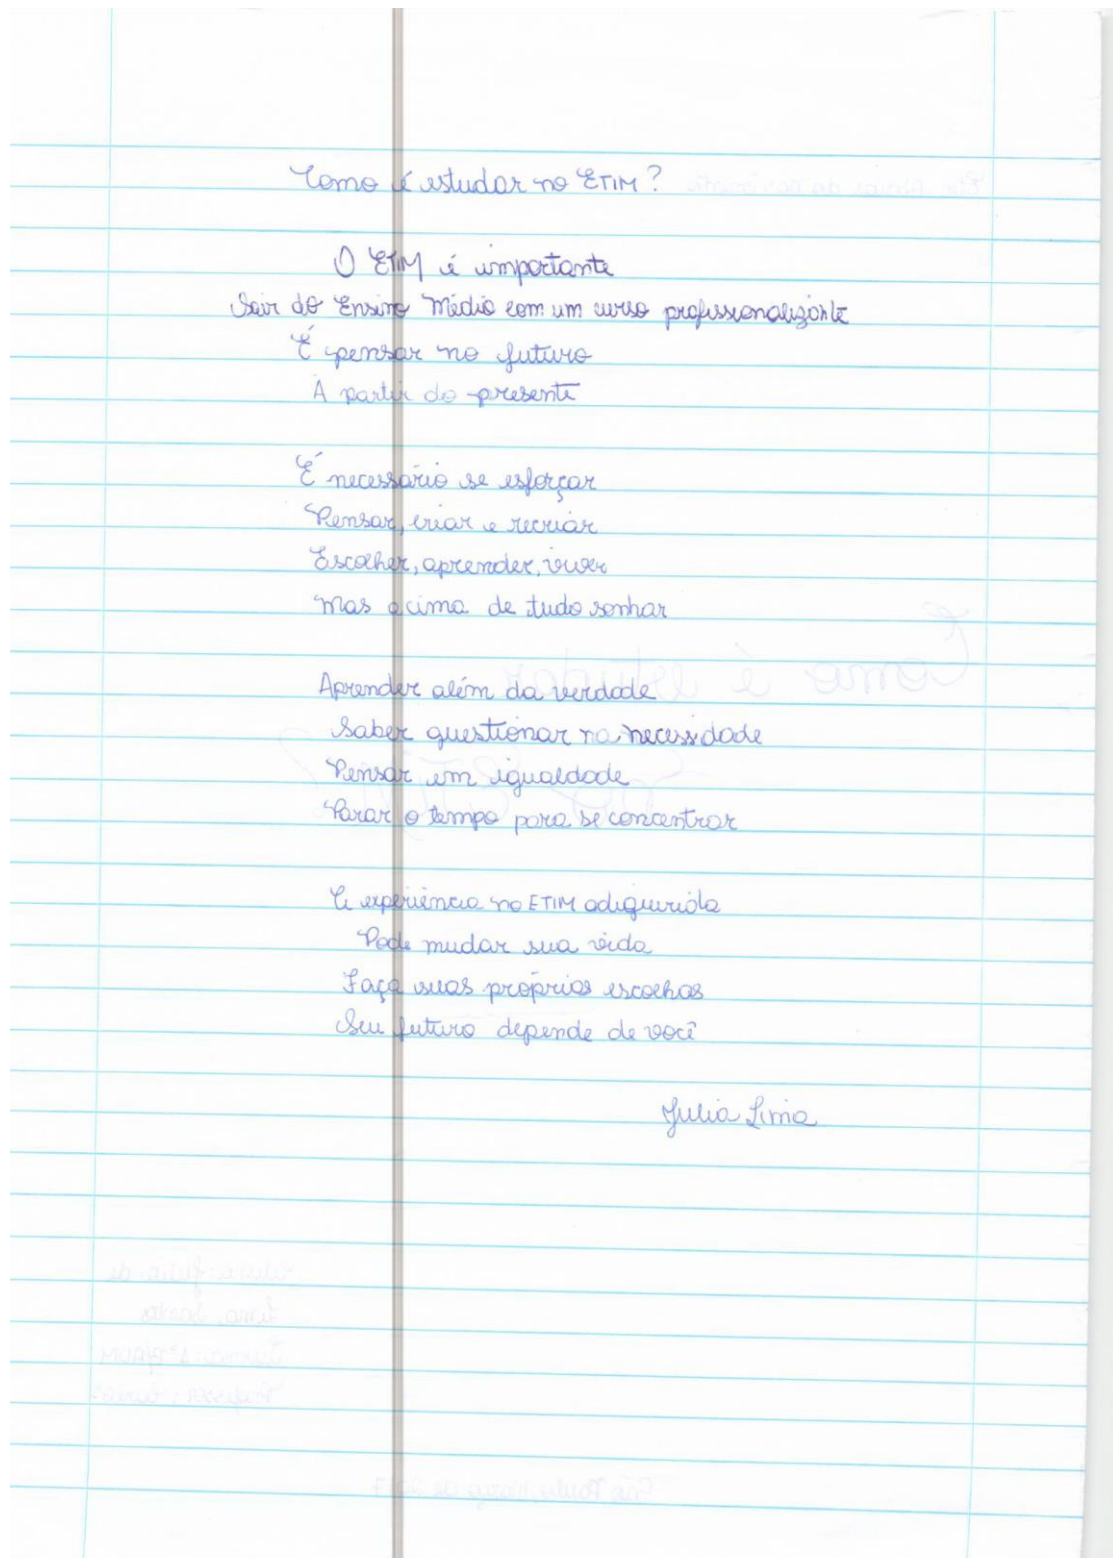 Como é estudar no ETIM?
O ETIM é importante
Sair do Ensino Médio com um curso profissionalizante
É pensar no futuro
A partir do presente
É necessário se esforçar
Pensar, criar e recriar
Escolher, aprender, viver
Mas acima de tudo sonhar
Aprender além da verdade
Saber questionar na necessidade
Pensar em igualdade
Parar o tempo para se concentrar
A experiência no ETIM adiquirida
Pode mudar sua vida
Faça suas próprias escolhas
Seu futuro depende de você
Julia Lima